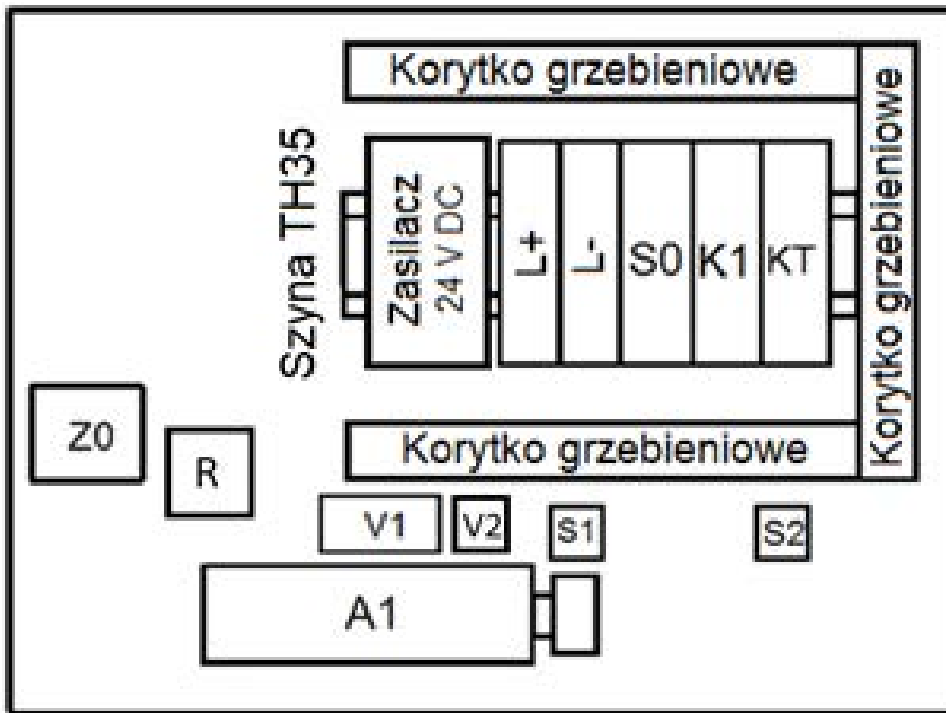 Korytko grzebieniowe
Korytko grzebieniowe
Szyna TH35
Zasilacz
24 V DC
L+
L-
S0
K1
KT
Z0
R
Korytko grzebieniowe
V1
V2
S1
S2
A1